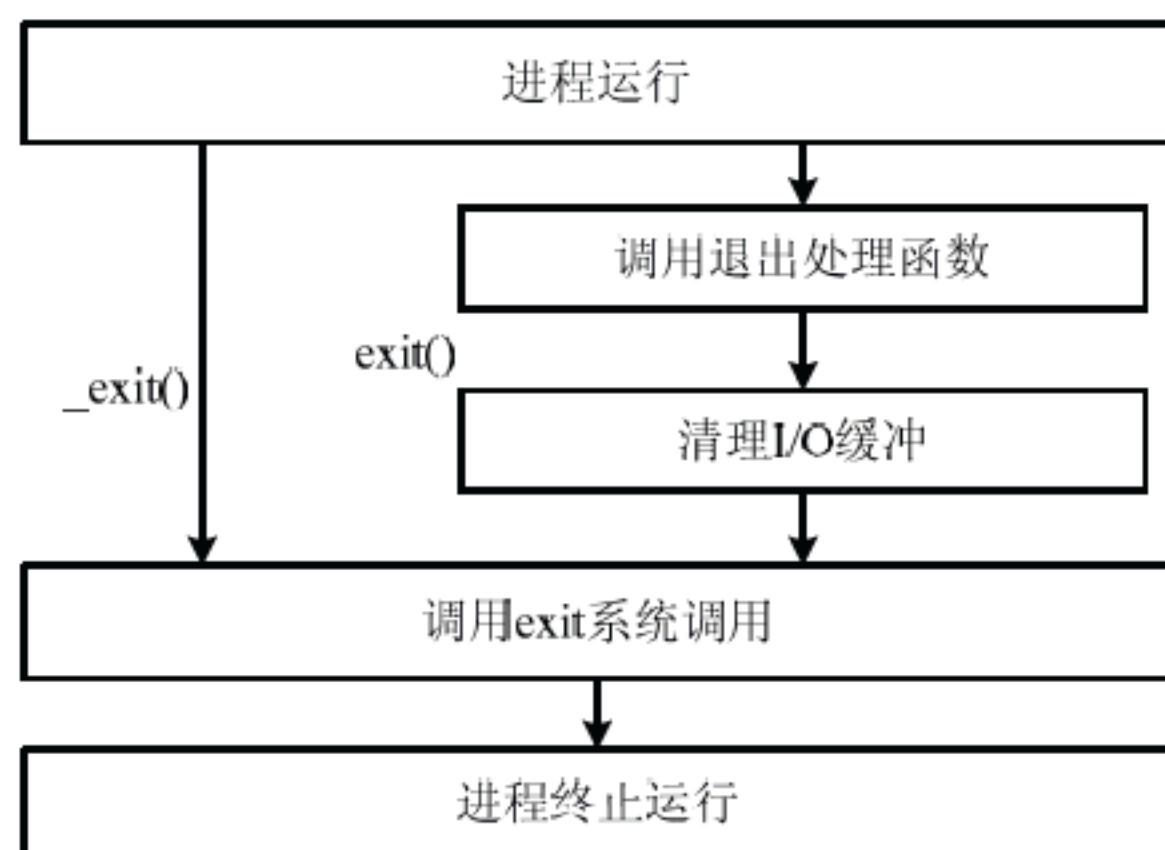 进程运行
调用退出处理函数
exit()
_exit()
清理I/O缓冲
调用exit系统调用
进程终止运行